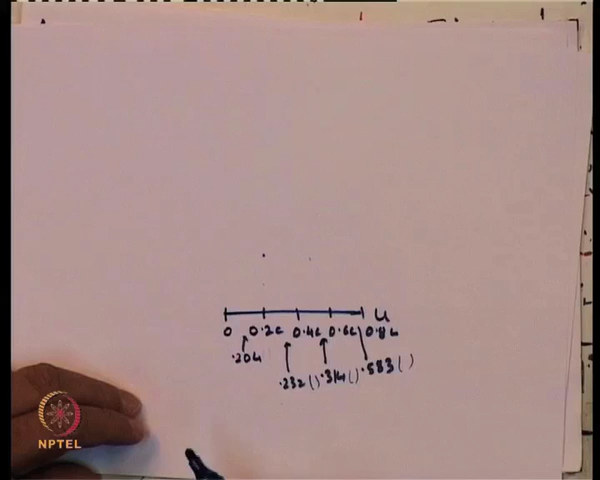 u
0 0.2c 0.4c 0.6c 0.8c
.204
.232 ( ) .314 ( ) .583 ( )
NPTEL